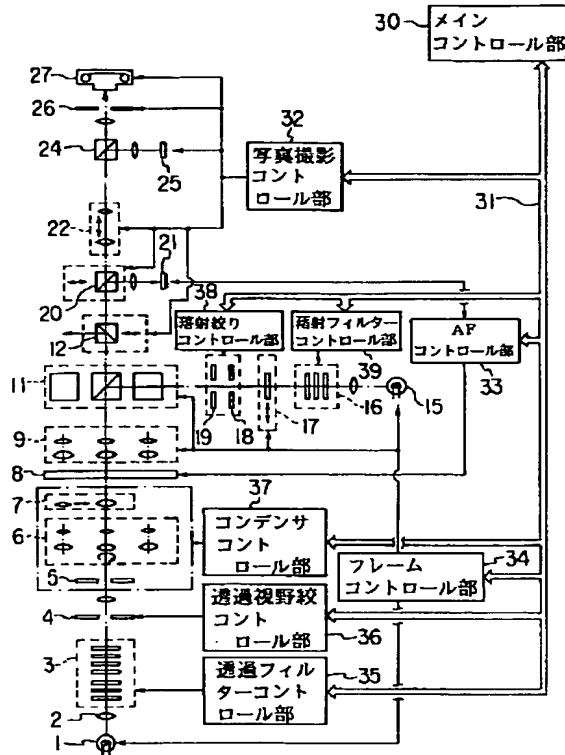 30
メイン
コントロール部
27
26
32
写真撮影
コント
ロール部
24
25
31
22
21
20
38
落射絞り
コントロール部
落射フィルター
コントロール部
39
AF
コントロール部
33
12
11
19
18
17
16
15
9
8
37
コンデンサ
コント
ロール部
7
6
5
フレーム
コントロール部
34
4
透過視野絞
コント
ロール部
36
3
透過フィル
ターコント
ロール部
35
2
1